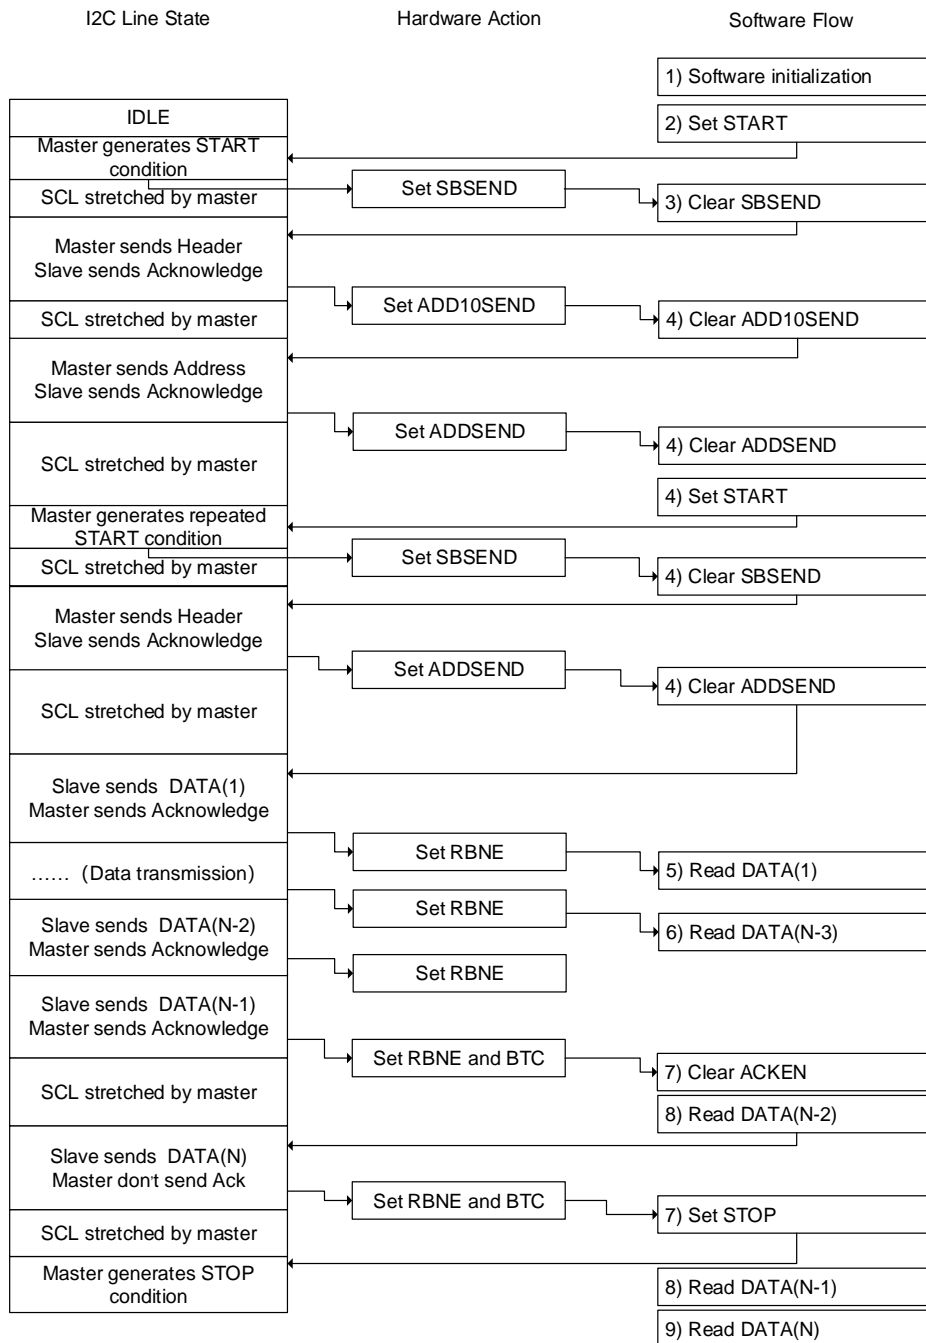 I2C Line State
Hardware Action
Software Flow
1) Software initialization
IDLE
2) Set START
Master generates START
condition
SCL stretched by master
Set SBSEND
3) Clear SBSEND
Master sends Header
Slave sends Acknowledge
Set ADD10SEND
SCL stretched by master
4) Clear ADD10SEND
Master sends Address
Slave sends Acknowledge
Set ADDSEND
4) Clear ADDSEND
SCL stretched by master
4) Set START
Master generates repeated
START condition
Set SBSEND
SCL stretched by master
4) Clear SBSEND
Master sends Header
Slave sends Acknowledge
Set ADDSEND
4) Clear ADDSEND
SCL stretched by master
Slave sends DATA(1)
Master sends Acknowledge
Set RBNE
5) Read DATA(1)
…… (Data transmission)
Set RBNE
Slave sends DATA(N-2)
Master sends Acknowledge
6) Read DATA(N-3)
Set RBNE
Slave sends DATA(N-1)
Master sends Acknowledge
Set RBNE and BTC
7) Clear ACKEN
SCL stretched by master
8) Read DATA(N-2)
Slave sends DATA(N)
Master don't send Ack
Set RBNE and BTC
7) Set STOP
SCL stretched by master
Master generates STOP
condition
8) Read DATA(N-1)
9) Read DATA(N)